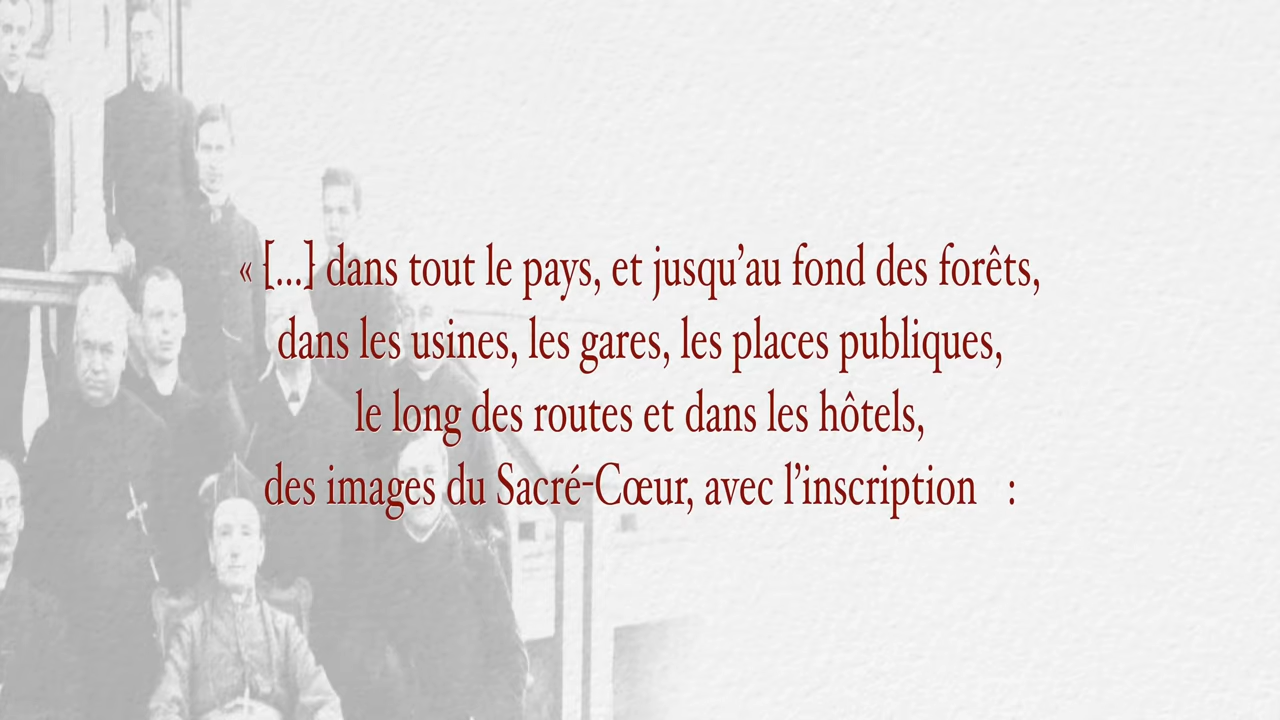 « [...] dans tout le pays, et jusqu’au fond des forêts,
dans les usines, les gares, les places publiques,
le long des routes et dans les hôtels,
des images du Sacré-Cœur, avec l’inscription :